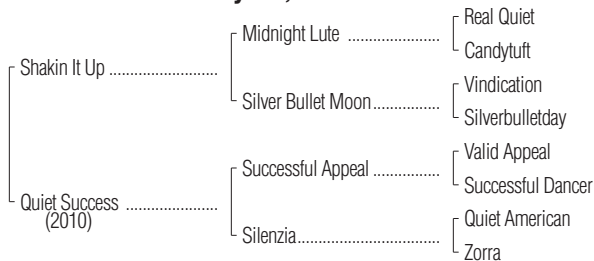 Real Quiet
Midnight Lute ......................
Candytuft
Shakin It Up ..........................
Vindication
Silver Bullet Moon................
Silverbulletday
Valid Appeal
Successful Appeal ................
Successful Dancer
Quiet Success ......................
(2010)
Quiet American
Silenzia..................................
Zorra